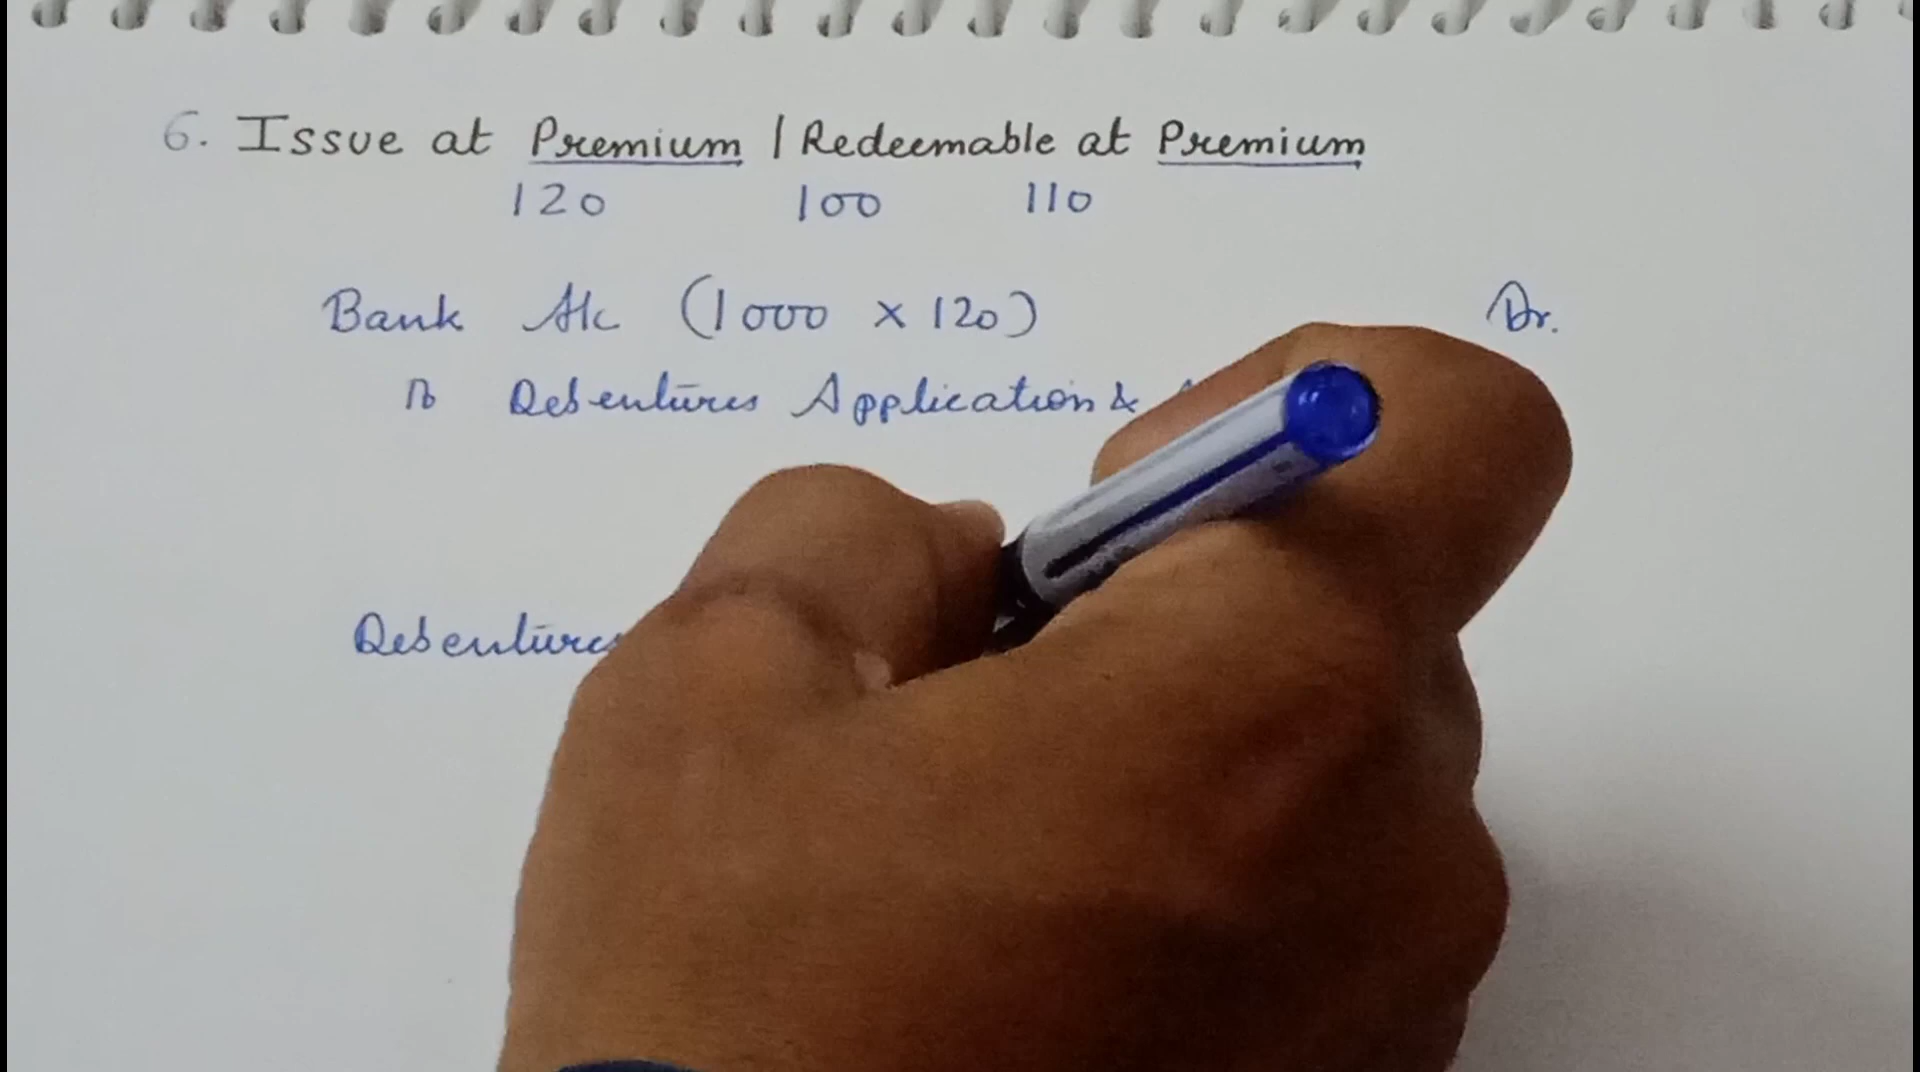 6. Issue at Premium | Redeemable at Premium
120 100 110
Bank A/c (1000 × 120) Dr.
To Debentures Application &
Debentures